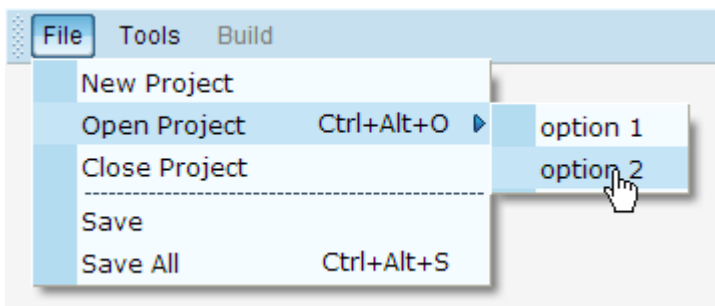 File Tools Build
New Project
Open Project Ctrl+Alt+O
option 1
Close Project
option 2
Save
Save All Ctrl+Alt+S